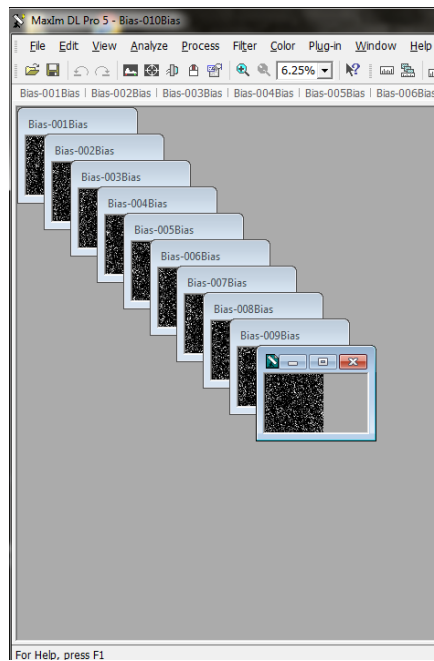 MaxIm DL Pro 5 - Bias-010Bias
File Edit View Analyze Process Filter Color Plug-in Window Help
6.25%
Bias-001Bias | Bias-002Bias | Bias-003Bias | Bias-004Bias | Bias-005Bias | Bias-006Bias
Bias-001Bias
Bias-002Bias
Bias-003Bias
Bias-004Bias
Bias-005Bias
Bias-006Bias
Bias-007Bias
Bias-008Bias
Bias-009Bias
For Help, press F1